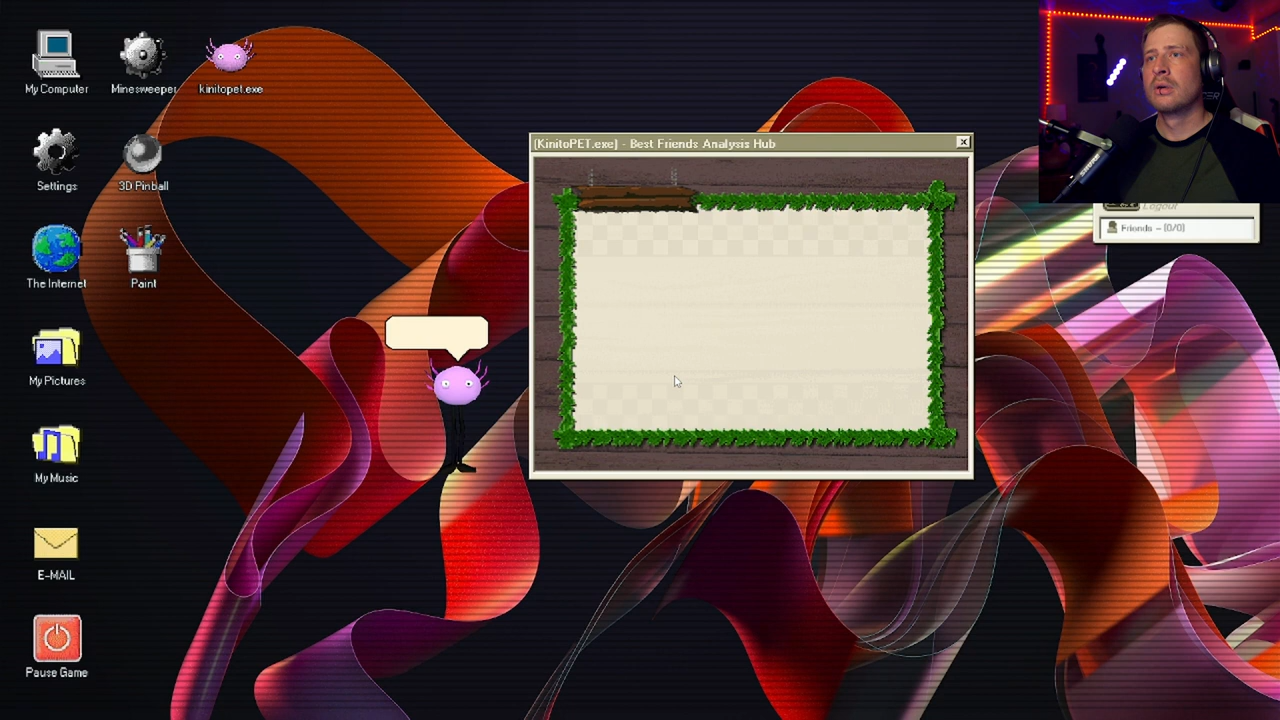 My Computer
Minesweeper
kinitopet.exe
[KinitoPET.exe] - Best Friends Analysis Hub
Settings
3D Pinball
Logout
Friends - (0/0)
The Internet
Paint
My Pictures
My Music
E-MAIL
Pause Game